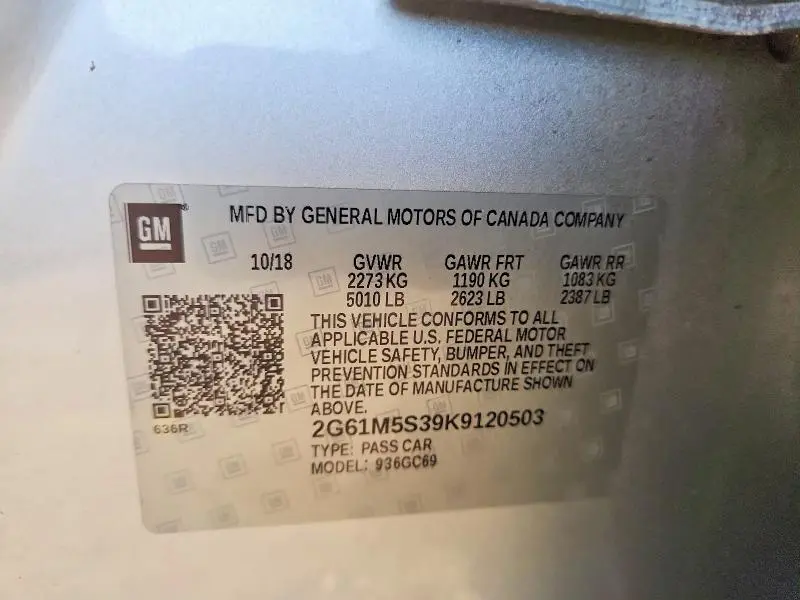 GM
MFD BY GENERAL MOTORS OF CANADA COMPANY
10/18 GVWR GAWR FRT GAWR RR
2273 KG 1190 KG 1083 KG
5010 LB 2623 LB 2387 LB
THIS VEHICLE CONFORMS TO ALL
APPLICABLE U.S. FEDERAL MOTOR
VEHICLE SAFETY, BUMPER, AND THEFT
PREVENTION STANDARDS IN EFFECT ON
THE DATE OF MANUFACTURE SHOWN
ABOVE.
636R
2G61M5S39K9120503
TYPE: PASS CAR
MODEL: 936GC69